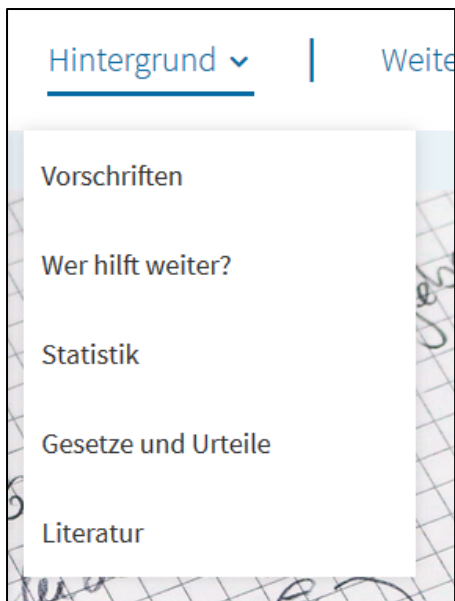 Hintergrund
Weite
Vorschriften
Wer hilft weiter?
Statistik
Gesetze und Urteile
Literatur